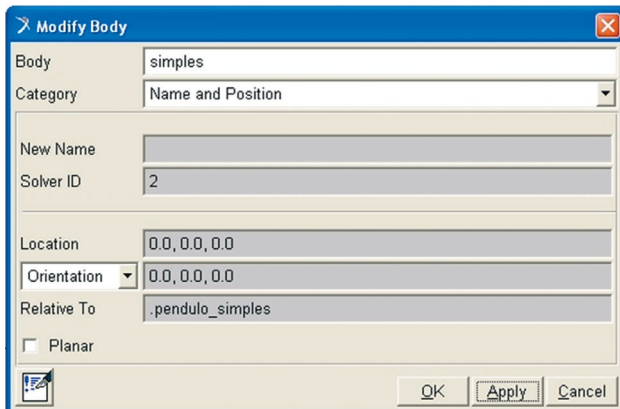 Modify Body
Body simples
Category Name and Position
New Name
Solver ID 2
Location 0.0, 0.0, 0.0
Orientation 0.0, 0.0, 0.0
Relative To .pendulo_simples
Planar
OK Apply Cancel